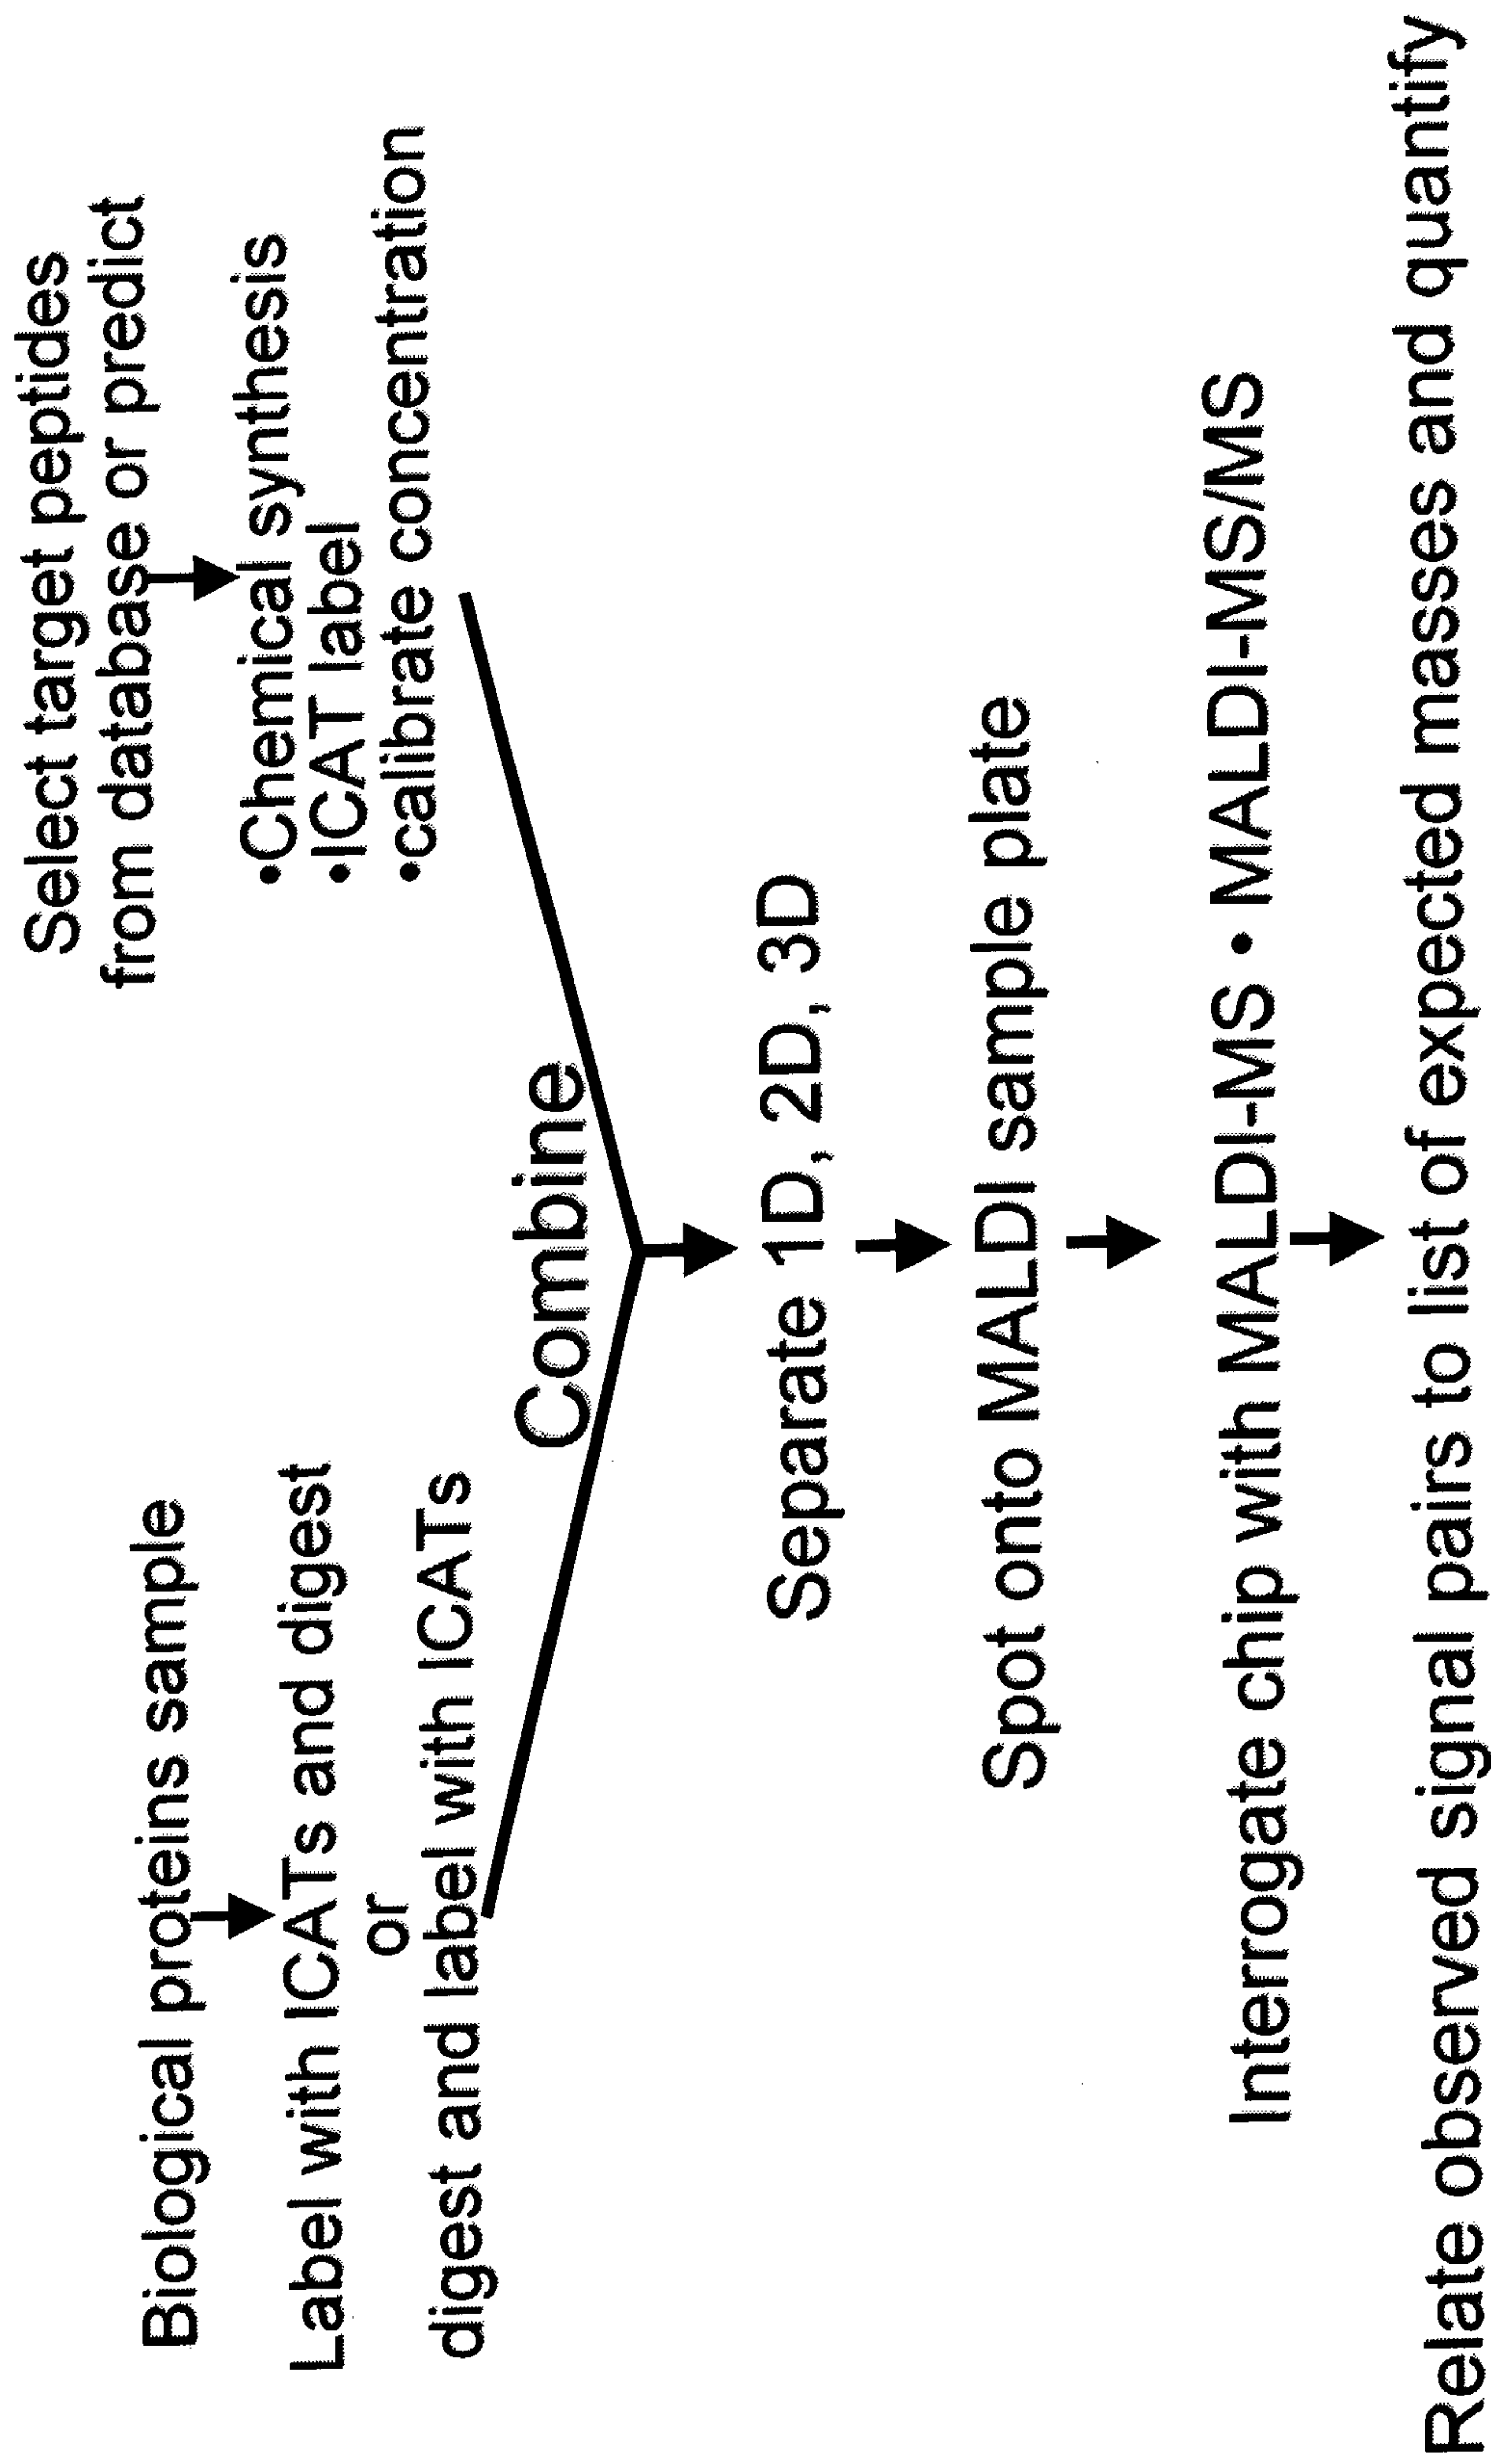 Biological proteins sample
Label with ICATs and digest
or
digest and label with ICATs
Select target peptides
from database or predict
•Chemical synthesis
•ICAT label
•calibrate concentration
Combine
Separate 1D, 2D, 3D
Spot onto MALDI sample plate
Interrogate chip with MALDI-MS • MALDI-MS/MS
Relate observed signal pairs to list of expected masses and quantify